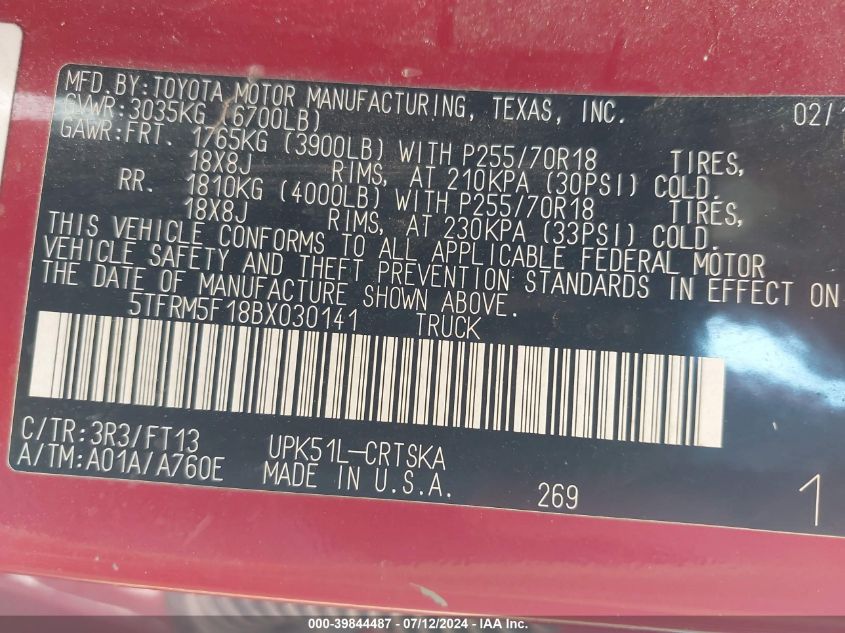 MFD.BY:TOYOTA MOTOR MANUFACTURING, TEXAS, INC. 02/1
GVWR:3035KG (6700LB)
GAWR:FRT. 1765KG (3900LB) WITH P255/70R18 TIRES,
18X8J RIMS, AT 210KPA (30PSI) COLD.
RR. 1810KG (4000LB) WITH P255/70R18 TIRES,
18X8J RIMS, AT 230KPA (33PSI) COLD.
THIS VEHICLE CONFORMS TO ALL APPLICABLE FEDERAL MOTOR
VEHICLE SAFETY AND THEFT PREVENTION STANDARDS IN EFFECT ON
THE DATE OF MANUFACTURE SHOWN ABOVE.
5TFRM5F18BX030141 TRUCK
C/TR:3R3/FT13 UPK51L-CRTSKA
A/TM:A01A/A760E MADE IN U.S.A. 269 1
000-39844487 - 07/12/2024 - IAA Inc.